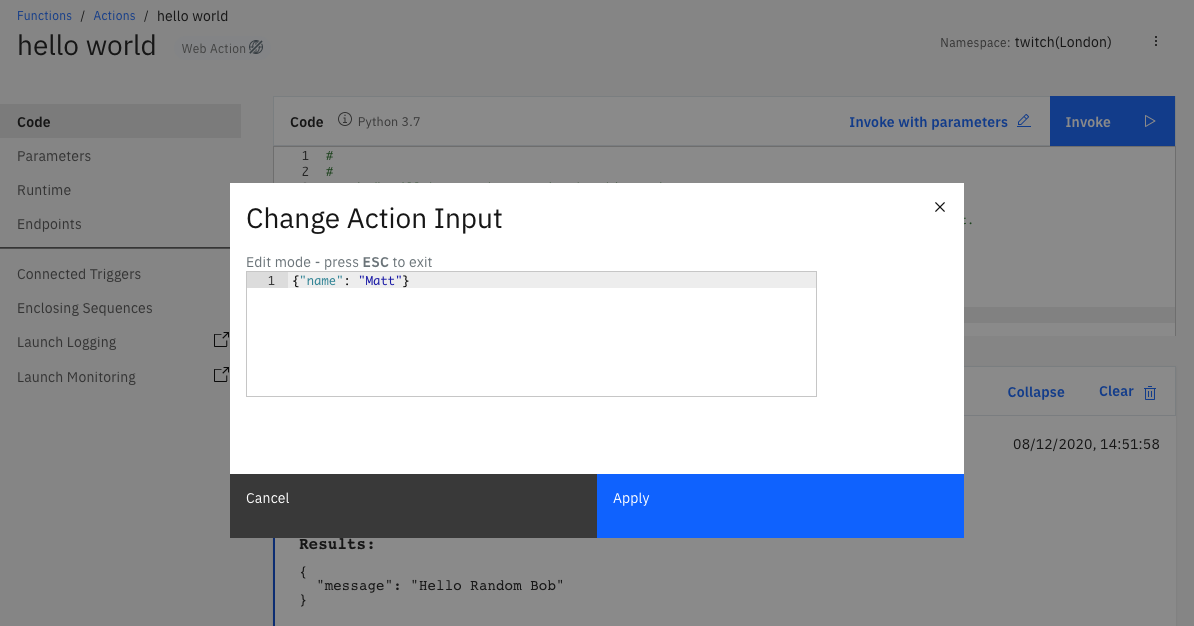 Functions / Actions / hello world
hello world
Web Action
Namespace: twitch(London)
Code
Parameters
Runtime
Endpoints
Connected Triggers
Enclosing Sequences
Launch Logging
Launch Monitoring
Code Python 3.7
Invoke with parameters
Invoke
1 #
2 #
Change Action Input
Edit mode - press ESC to exit
1 {"name": "Matt"}
Cancel
Apply
Collapse
Clear
08/12/2020, 14:51:58
Results:
{
"message": "Hello Random Bob"
}